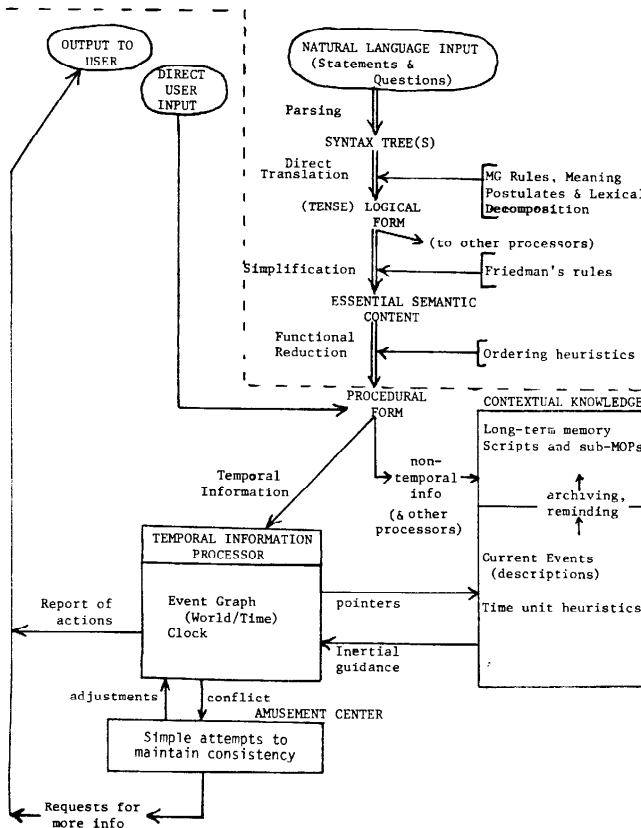 OUTPUT TO
USER
DIRECT
USER
INPUT
NATURAL LANGUAGE INPUT
(Statements &
Questions)
Parsing
SYNTAX TREE(S)
Direct
Translation
MG Rules, Meaning
Postulates & Lexical
Decomposition
(TENSE) LOGICAL
FORM
(to other processors)
Simplification
Friedman's rules
ESSENTIAL SEMANTIC
CONTENT
Functional
Reduction
Ordering heuristics
PROCEDURAL
FORM
CONTEXTUAL KNOWLEDGE
Long-term memory
Scripts and sub-MOPs
non-
temporal
info
(& other
processors)
archiving,
reminding
Temporal
Information
TEMPORAL INFORMATION
PROCESSOR
Event Graph
(World/Time)
Clock
Current Events
(descriptions)
Time unit heuristics
pointers
Inertial
guidance
Report of
actions
adjustments
conflict
AMUSEMENT CENTER
Simple attempts to
maintain consistency
Requests for
more info